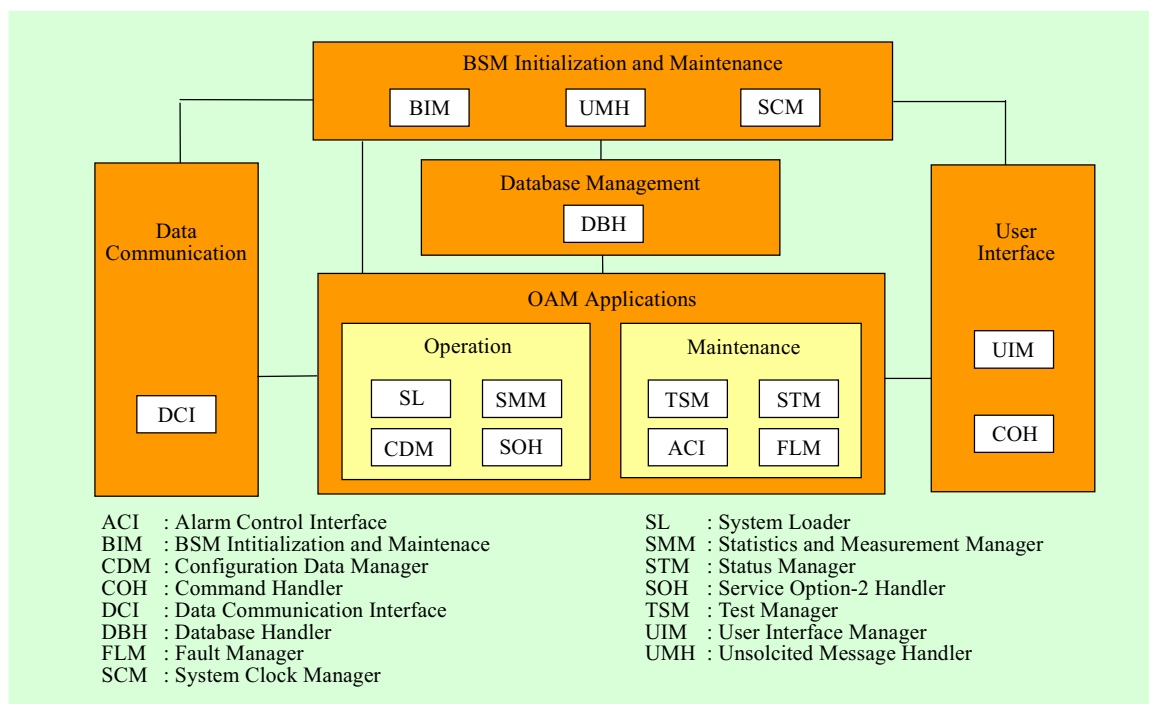 BSM Initialization and Maintenance
BIM
UMH
SCM
Database Management
DBH
Data
Communication
DCI
User
Interface
UIM
COH
OAM Applications
Operation
SL
SMM
CDM
SOH
Maintenance
TSM
STM
ACI
FLM
ACI : Alarm Control Interface
BIM : BSM Intitialization and Maintenace
CDM : Configuration Data Manager
COH : Command Handler
DCI : Data Communication Interface
DBH : Database Handler
FLM : Fault Manager
SCM : System Clock Manager
SL : System Loader
SMM : Statistics and Measurement Manager
STM : Status Manager
SOH : Service Option-2 Handler
TSM : Test Manager
UIM : User Interface Manager
UMH : Unsolcited Message Handler